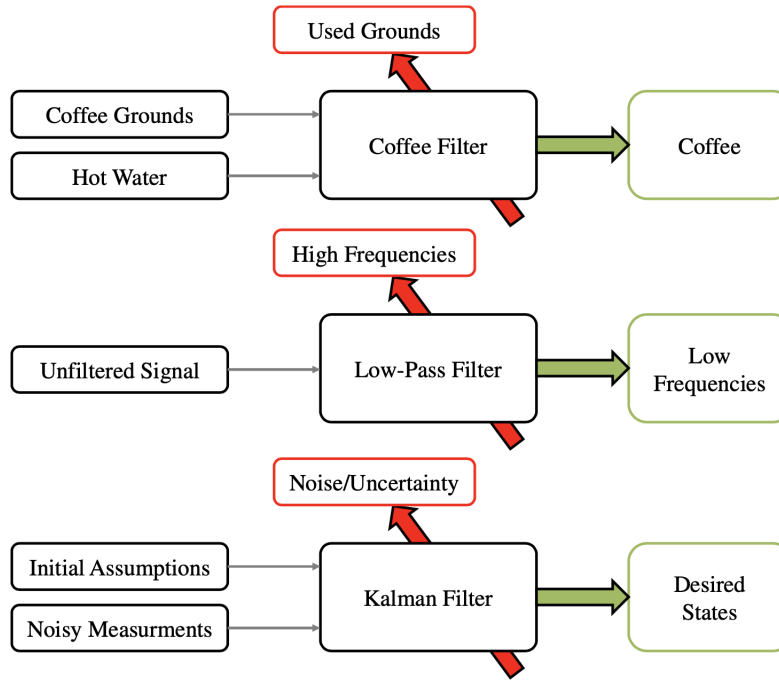 Used Grounds
Coffee Grounds
Hot Water
Coffee Filter
Coffee
High Frequencies
Unfiltered Signal
Low-Pass Filter
Low
Frequencies
Noise/Uncertainty
Initial Assumptions
Noisy Measurments
Kalman Filter
Desired
States